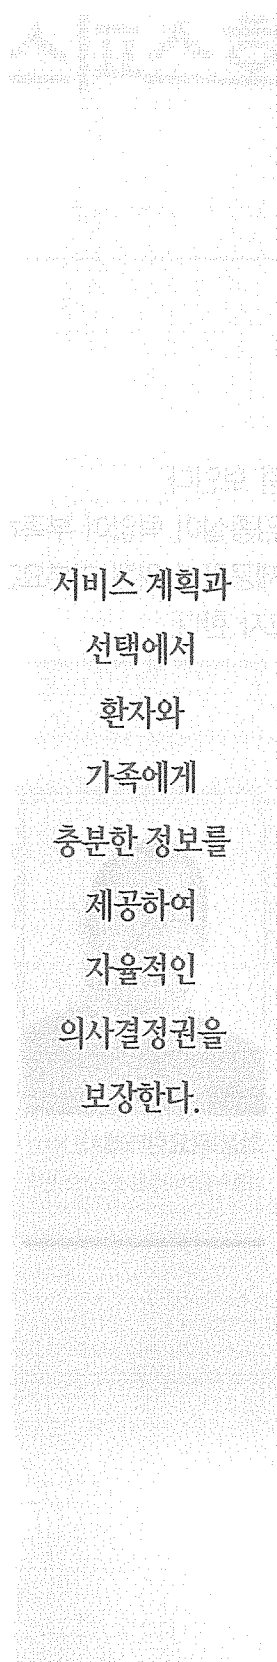 서비스 계획과
선택에서
환자와
가족에게
충분한 정보를
제공하여
자율적인
의사결정권을
보장한다.